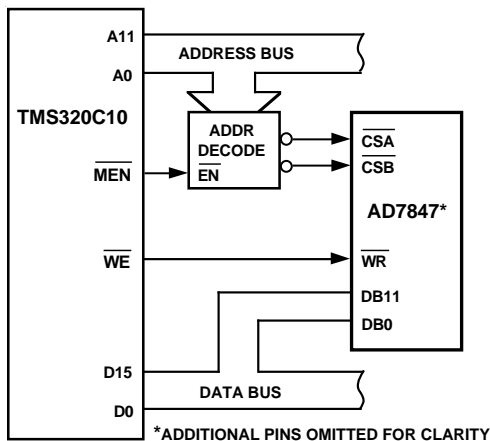 A11
ADDRESS BUS
A0
TMS320C10
ADDR
DECODE
EN
MEN
CSA
CSB
AD7847*
WE
WR
DB11
DB0
D15
DATA BUS
D0
*ADDITIONAL PINS OMITTED FOR CLARITY